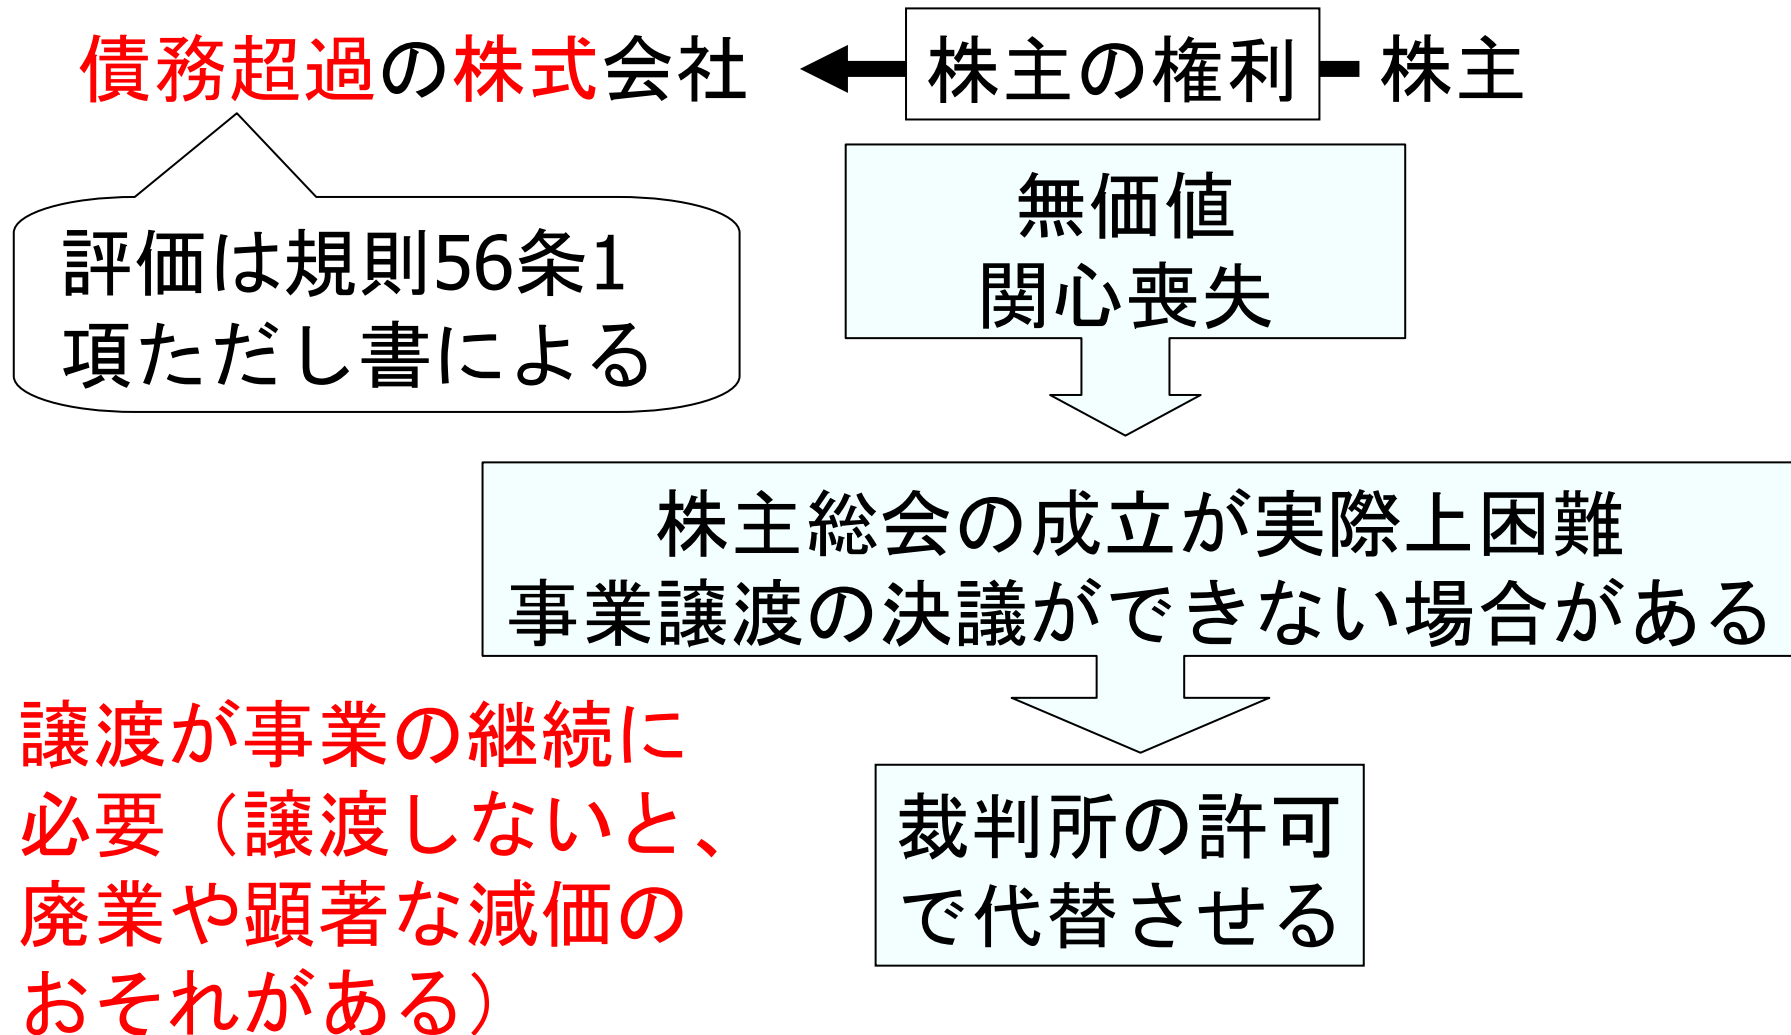 債務超過の株式会社
株主の権利
株主
評価は規則56条1
項ただし書による
無価値
関心喪失
株主総会の成立が実際上困難
事業譲渡の決議ができない場合がある
譲渡が事業の継続に
必要（譲渡しないと、
廃業や顕著な減価の
おそれがある）
裁判所の許可
で代替させる